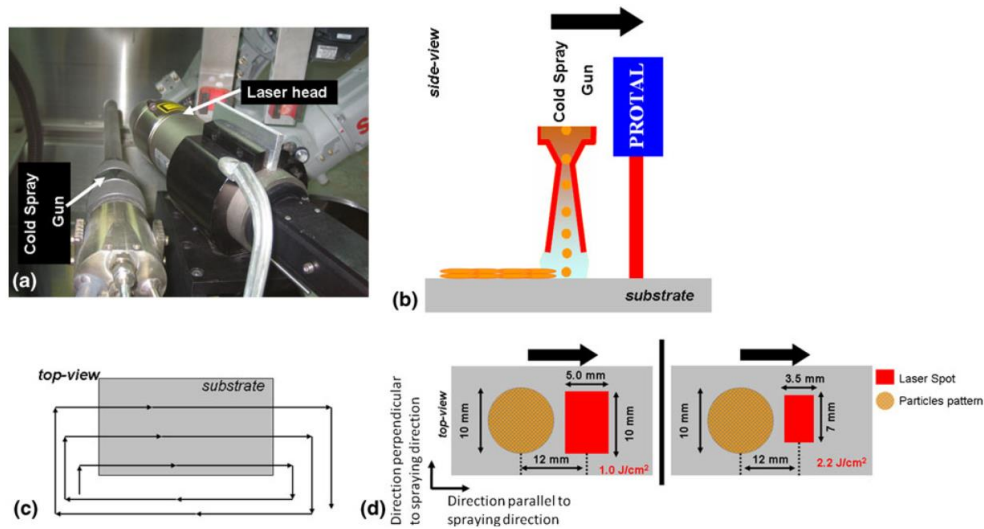 Laser head
Cold Spray
Gun
(a)
side-view
Cold Spray
Gun
PROTAL
substrate
(b)
top-view
substrate
(c)
top-view
10 mm
5.0 mm
10 mm
12 mm
1.0 J/cm²
10 mm
3.5 mm
7 mm
12 mm
2.2 J/cm²
Laser Spot
Particles pattern
Direction perpendicular
to spraying direction
Direction parallel to
spraying direction
(d)